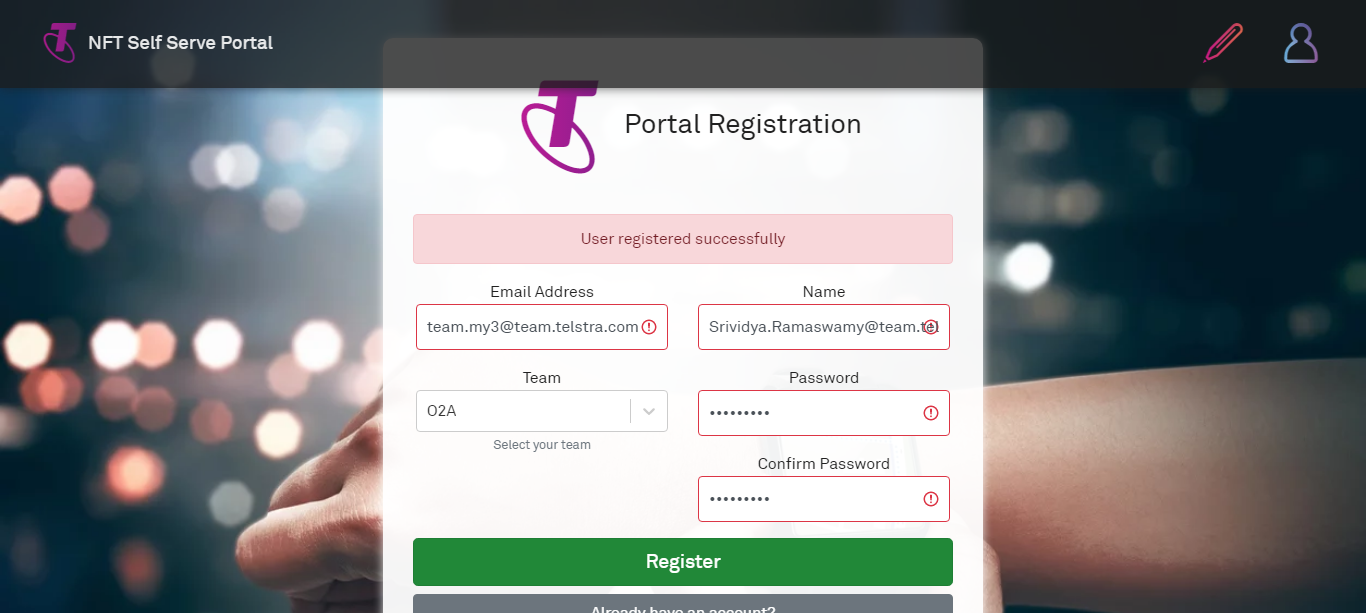 NFT Self Serve Portal
Portal Registration
User registered successfully
Email Address
team.my3@team.telstra.com
Name
Srividya.Ramaswamy@team.tel
Team
O2A
Select your team
Password
•••••••••
Confirm Password
•••••••••
Register
Already have an account?